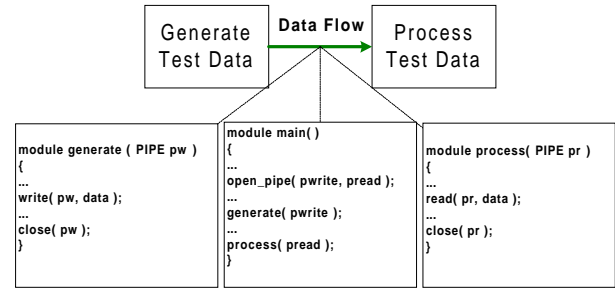 Generate
Test Data
Data Flow
Process
Test Data
module generate ( PIPE pw )
{
...
write( pw, data );
...
close( pw );
}
module main( )
{
...
open_pipe( pwrite, pread );
...
generate( pwrite );
...
process( pread );
}
module process( PIPE pr )
{
...
read( pr, data );
...
close( pr );
}